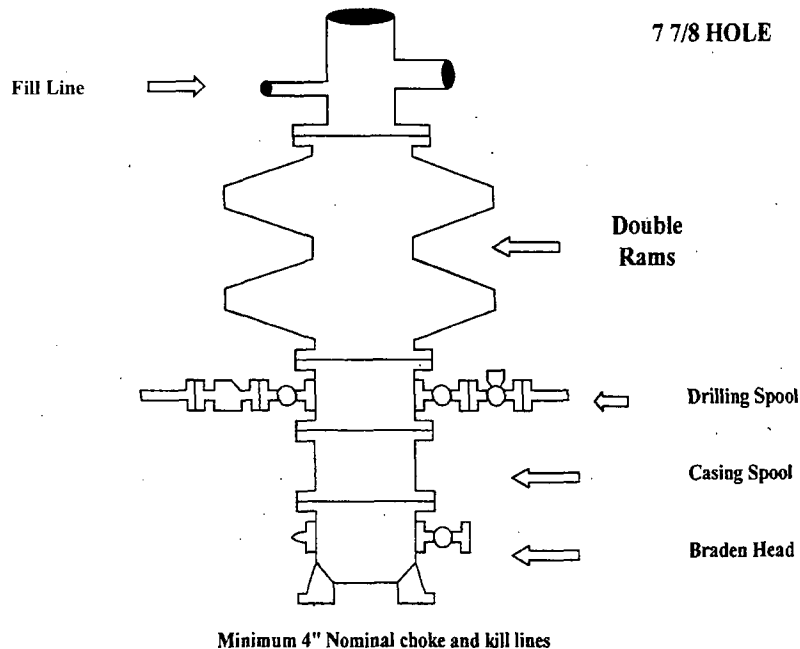 7 7/8 HOLE
Fill Line
Double
Rams
Drilling Spool
Casing Spool
Braden Head
Minimum 4" Nominal choke and kill lines